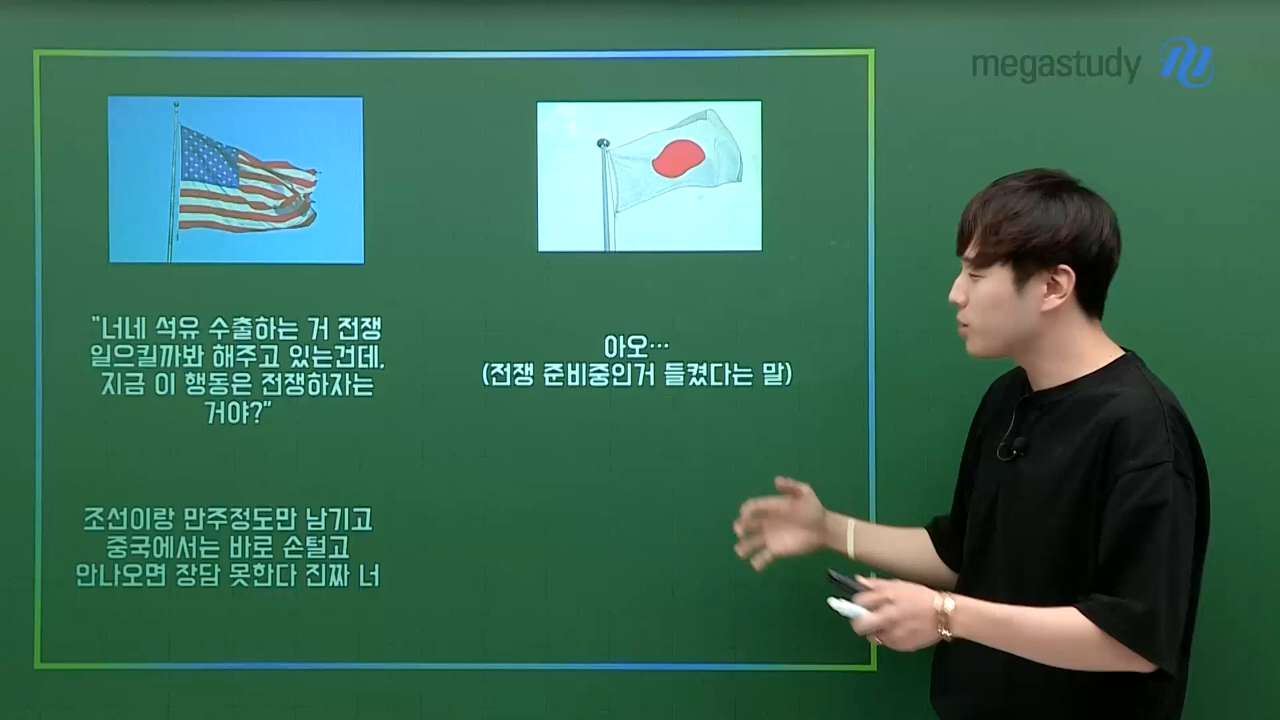 megastudy
"너네 석유 수출하는 거 전쟁
일으킬까봐 해주고 있는건데,
지금 이 행동은 전쟁하자는
거야?"
아오…
(전쟁 준비중인거 들켰다는 말)
조선이랑 만주정도만 남기고
중국에서는 바로 손털고
안나오면 장담 못한다 진짜 너